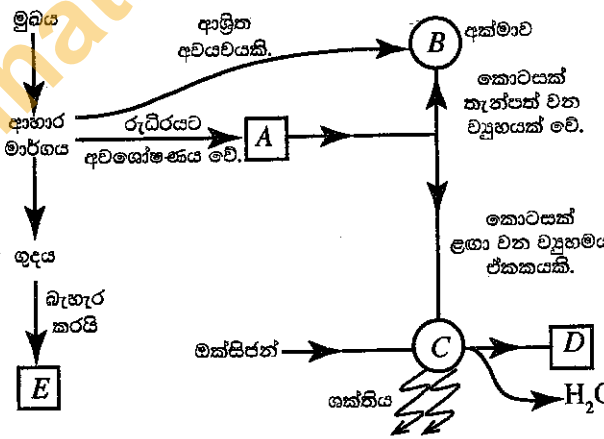 මුඛය
ආශ්‍රිත
අවයවයකි.
B අක්මාව
ආහාර
මාර්ගය
රුධිරයට
අවශෝෂණය වේ.
A
කොටසක්
තැන්පත් වන
ව්‍යුහයක් වේ.
කොටසක්
ළඟා වන ව්‍යුහමය
ඒකකයකි.
ගුදය
බැහැර
කරයි
E
ඔක්සිජන්
C
D
ශක්තිය